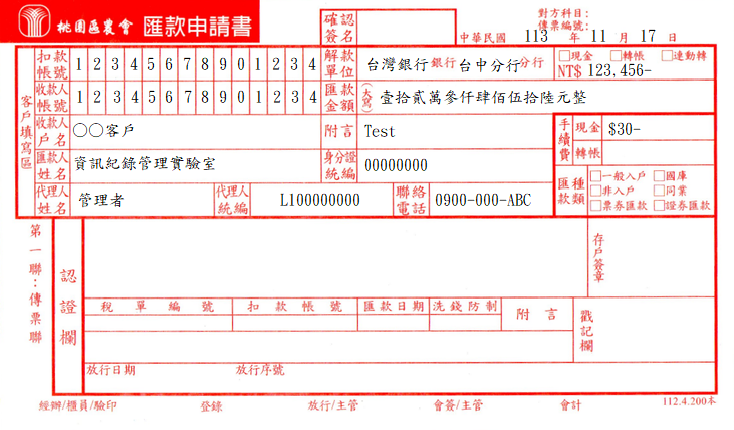 桃園區農會 匯款申請書
確認簽名
對方科目:
傳票編號:
中華民國 113 年 11 月 17 日
扣款帳號 1 2 3 4 5 6 7 8 9 0 1 2 3 4
解款單位 台灣銀行 銀行 台中分行 分行
□現金 □轉帳 □連動轉
NT$ 123,456-
客戶填寫區
收款人帳號 1 2 3 4 5 6 7 8 9 0 1 2 3 4
匯款金額 (大寫) 壹拾貳萬參仟肆佰伍拾陸元整
收款人戶名 〇〇客戶
附言 Test
手續費 現金 $30-
轉帳
匯款人姓名 資訊紀錄管理實驗室
身分證統編 00000000
匯款種類 □一般入戶 □國庫
□非入戶 □同業
□票券匯款 □證券匯款
代理人姓名 管理者
代理人統編 L100000000
聯絡電話 0900-000-ABC
第一聯:傳票聯
認證欄
存戶簽章
稅單編號 扣款帳號 匯款日期 洗錢防制 附言
戳記欄
放行日期 放行序號
經辦/櫃員/驗印 登錄 放行/主管 會簽/主管 會計 112.4.200本